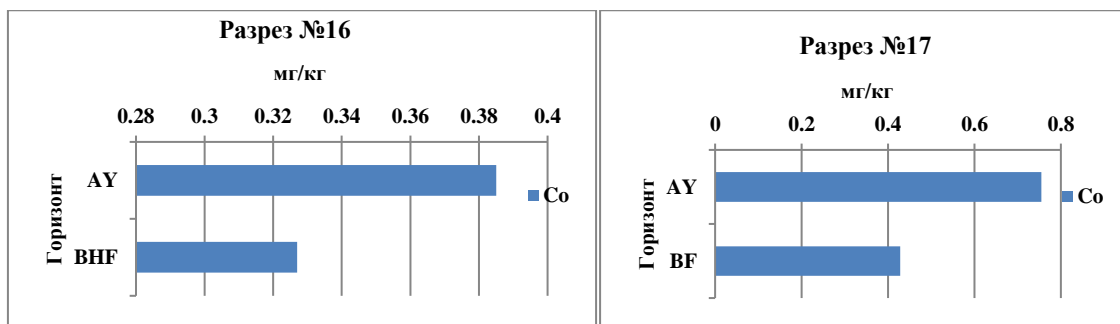 Разрез №16
мг/кг
0.28 0.3 0.32 0.34 0.36 0.38 0.4
Горизонт
AY
BHF
Co
Разрез №17
мг/кг
0 0.2 0.4 0.6 0.8
Горизонт
AY
BF
Co